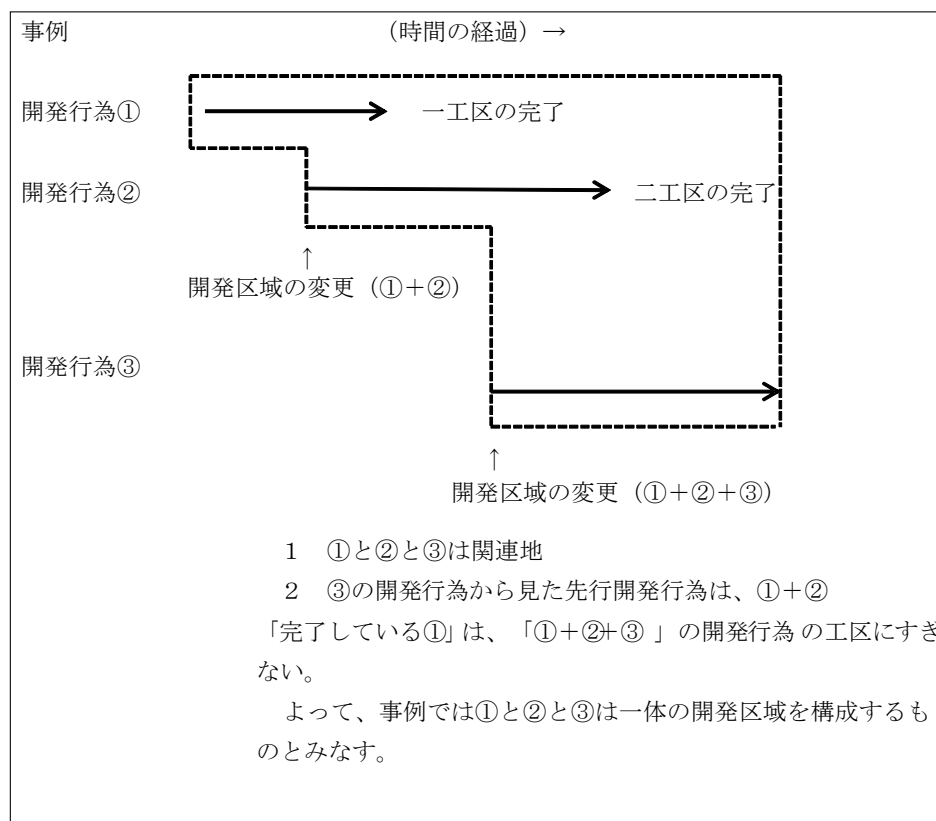 事例 (時間の経過)→
開発行為① 一工区の完了
開発行為② 二工区の完了
↑
開発区域の変更(①+②)
開発行為③
↑
開発区域の変更(①+②+③)
1 ①と②と③は関連地
2 ③の開発行為から見た先行開発行為は、①+②
「完了している①」は、「①+②+③」の開発行為の工区にすぎ
ない。
よって、事例では①と②と③は一体の開発区域を構成するも
のとみなす。